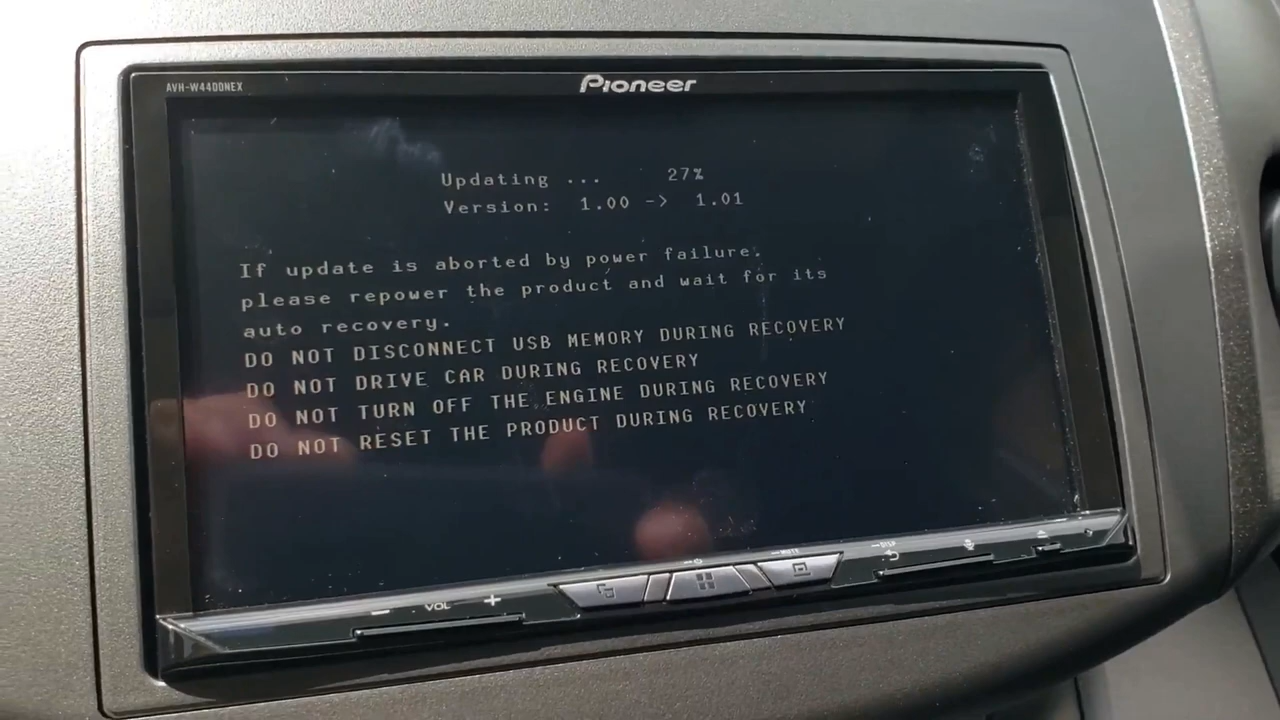 AVH-W4400NEX
Pioneer
Updating ... 27%
Version: 1.00 -> 1.01
If update is aborted by power failure,
please repower the product and wait for its
auto recovery.
DO NOT DISCONNECT USB MEMORY DURING RECOVERY
DO NOT DRIVE CAR DURING RECOVERY
DO NOT TURN OFF THE ENGINE DURING RECOVERY
DO NOT RESET THE PRODUCT DURING RECOVERY
MUTE
DISP
— VOL +